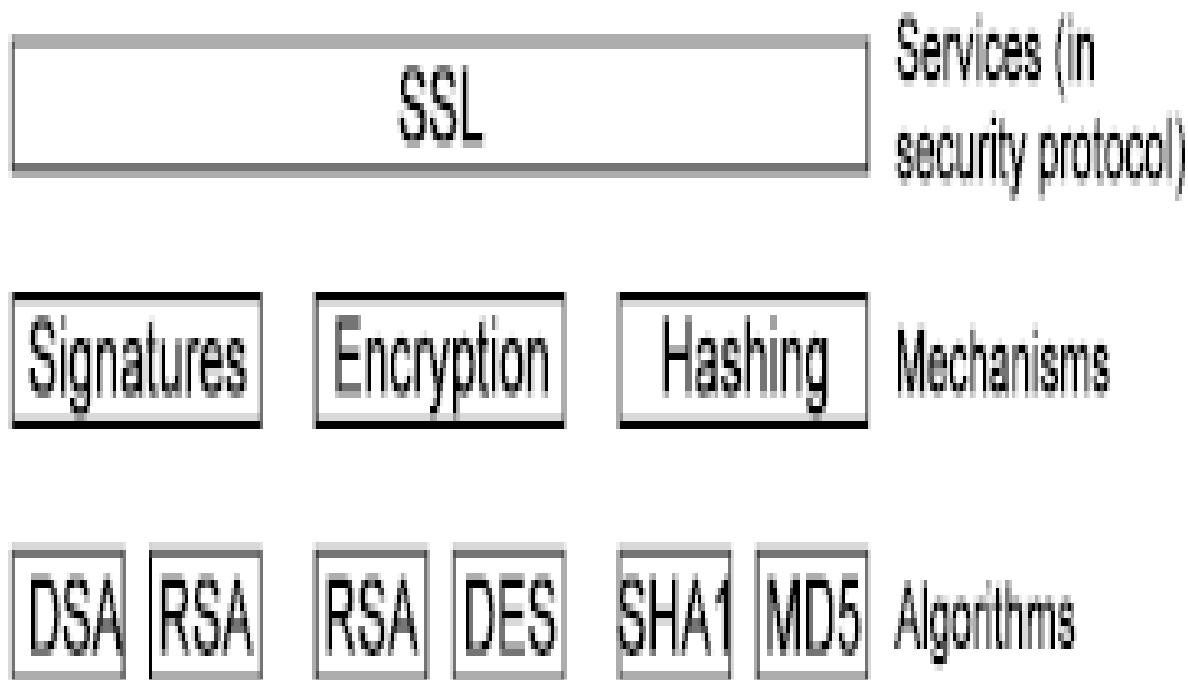 SSL
Services (in
security protocol)
Signatures Encryption Hashing Mechanisms
DSA RSA RSA DES SHA1 MD5 Algorithms